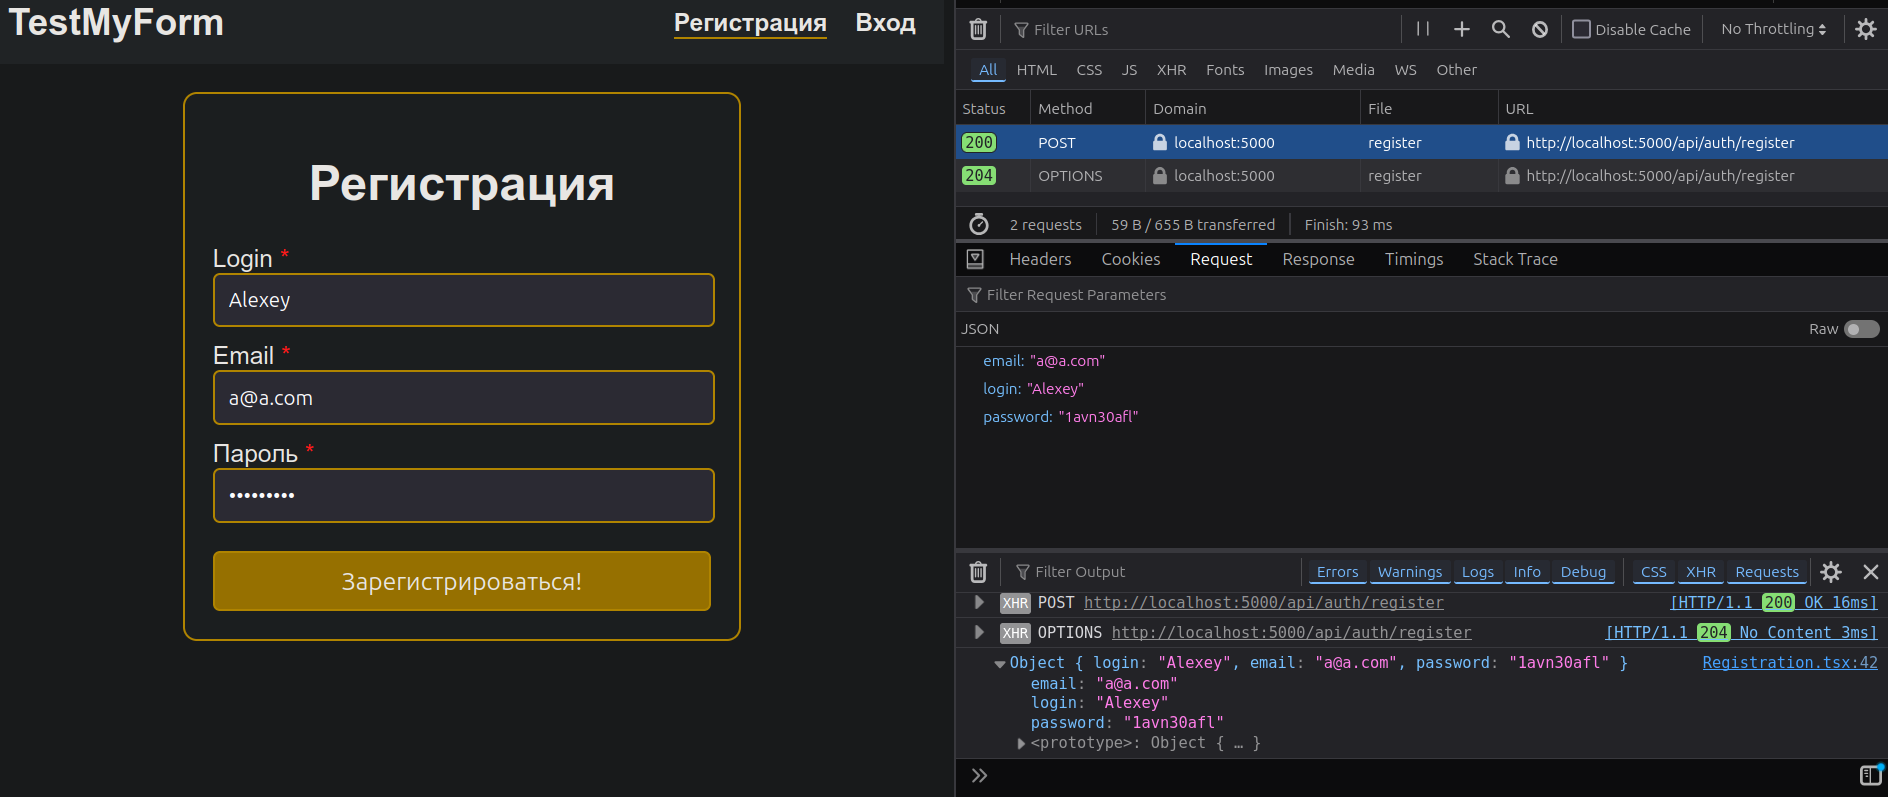 TestMyForm
Регистрация Вход
Регистрация
Login *
Alexey
Email *
a@a.com
Пароль *
•••••••••
Зарегистрироваться!
Filter URLs
Disable Cache
No Throttling
All HTML CSS JS XHR Fonts Images Media WS Other
Status Method Domain File URL
200 POST localhost:5000 register http://localhost:5000/api/auth/register
204 OPTIONS localhost:5000 register http://localhost:5000/api/auth/register
2 requests 59 B / 655 B transferred Finish: 93 ms
Headers Cookies Request Response Timings Stack Trace
Filter Request Parameters
JSON Raw
email: "a@a.com"
login: "Alexey"
password: "1avn30afl"
Filter Output Errors Warnings Logs Info Debug CSS XHR Requests
XHR POST http://localhost:5000/api/auth/register [HTTP/1.1 200 OK 16ms]
XHR OPTIONS http://localhost:5000/api/auth/register [HTTP/1.1 204 No Content 3ms]
Object { login: "Alexey", email: "a@a.com", password: "1avn30afl" } Registration.tsx:42
email: "a@a.com"
login: "Alexey"
password: "1avn30afl"
<prototype>: Object { … }